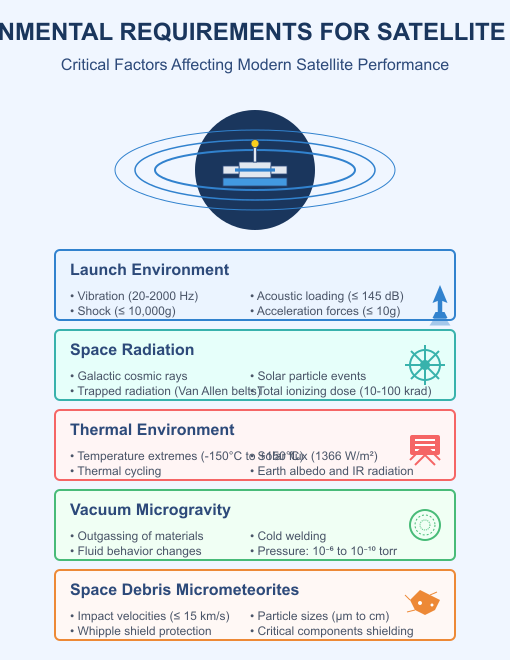 NMENTAL REQUIREMENTS FOR SATELLITE
Critical Factors Affecting Modern Satellite Performance
Launch Environment
• Vibration (20-2000 Hz)
• Acoustic loading (≤ 145 dB)
• Shock (≤ 10,000g)
• Acceleration forces (≤ 10g)
Space Radiation
• Galactic cosmic rays
• Solar particle events
• Trapped radiation (Van Allen belts)
• Total ionizing dose (10-100 krad)
Thermal Environment
• Temperature extremes (-150°C to +150°C)
• Solar flux (1366 W/m²)
• Thermal cycling
• Earth albedo and IR radiation
Vacuum Microgravity
• Outgassing of materials
• Cold welding
• Fluid behavior changes
• Pressure: 10⁻⁶ to 10⁻¹⁰ torr
Space Debris Micrometeorites
• Impact velocities (≤ 15 km/s)
• Particle sizes (μm to cm)
• Whipple shield protection
• Critical components shielding